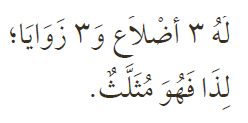 لَهُ ٣ أَضْلَاعٍ وَ٣ زَوَايَا؛
لِذَا فَهُوَ مُثَلَّثٌ.